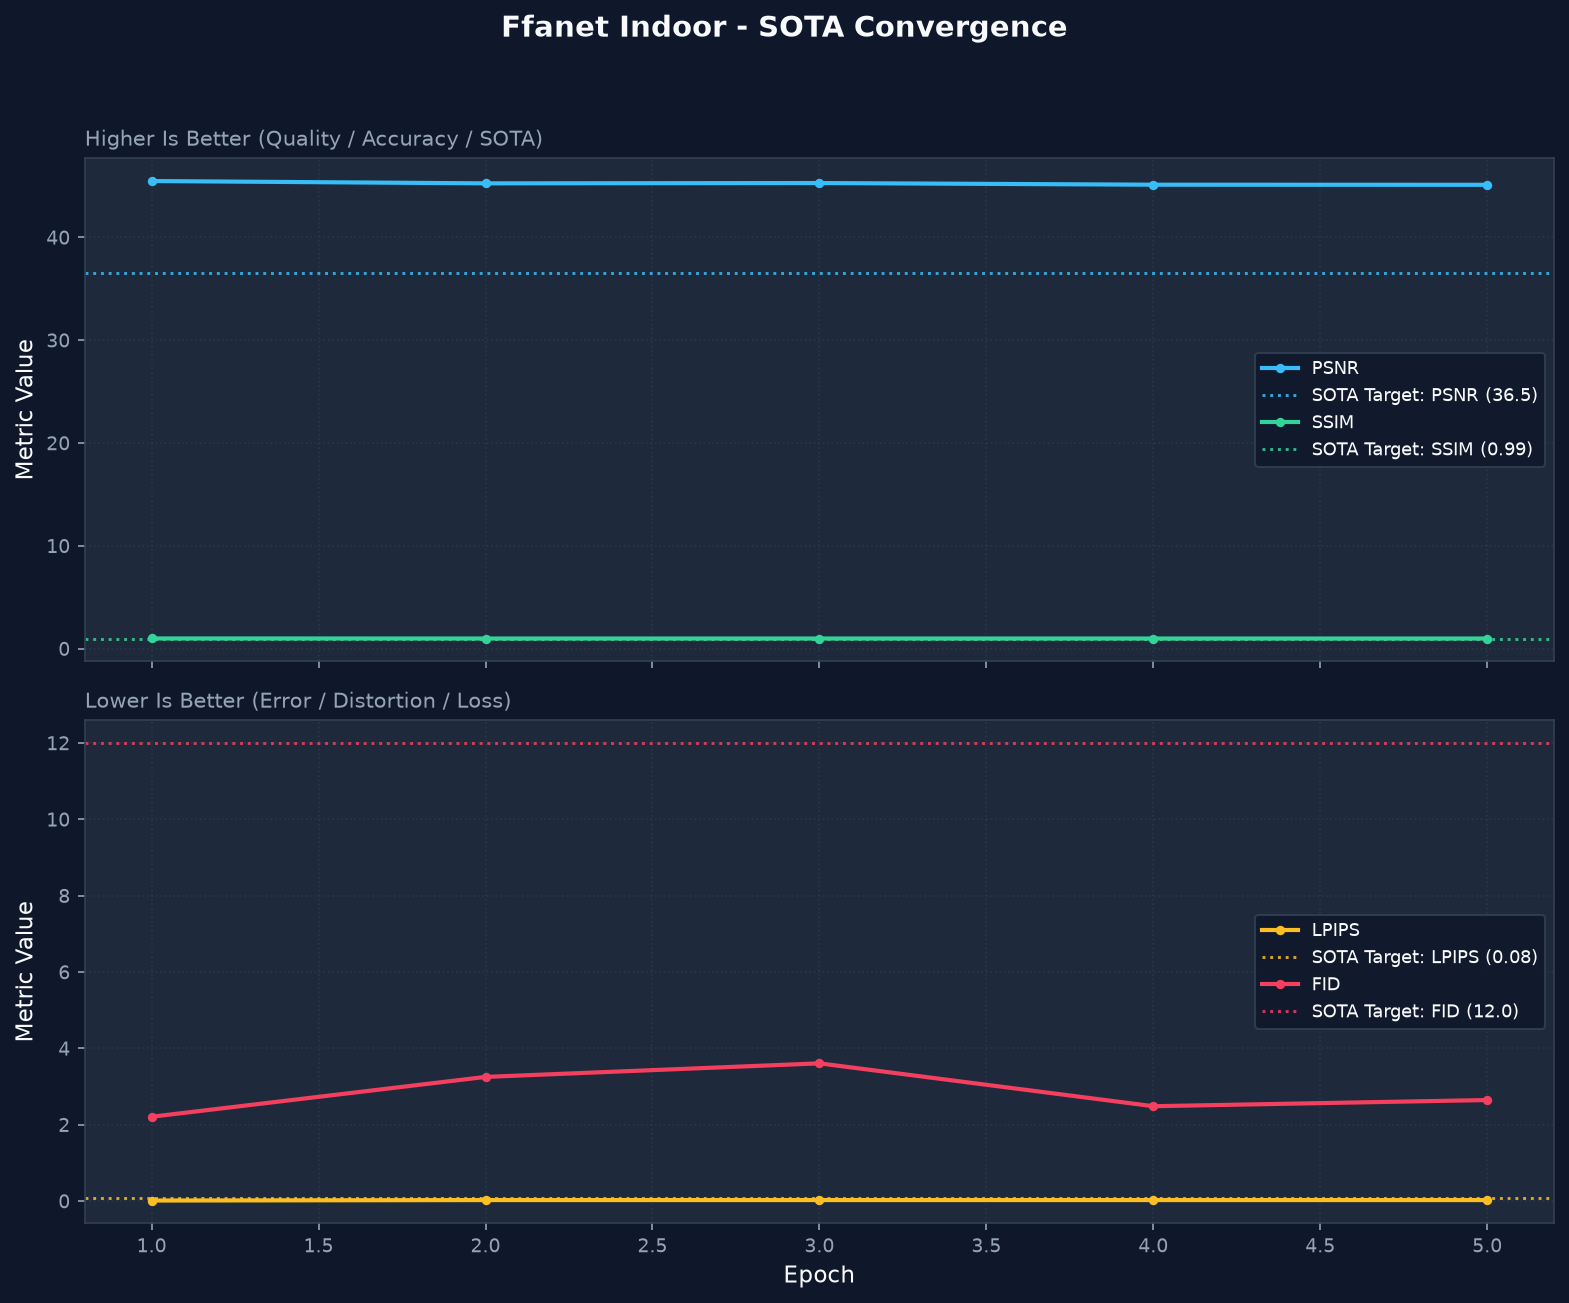 Ffanet Indoor - SOTA Convergence
Higher Is Better (Quality / Accuracy / SOTA)
Metric Value
40
30
20
10
0
PSNR
SOTA Target: PSNR (36.5)
SSIM
SOTA Target: SSIM (0.99)
Lower Is Better (Error / Distortion / Loss)
Metric Value
12
10
8
6
4
2
0
LPIPS
SOTA Target: LPIPS (0.08)
FID
SOTA Target: FID (12.0)
1.0 1.5 2.0 2.5 3.0 3.5 4.0 4.5 5.0
Epoch